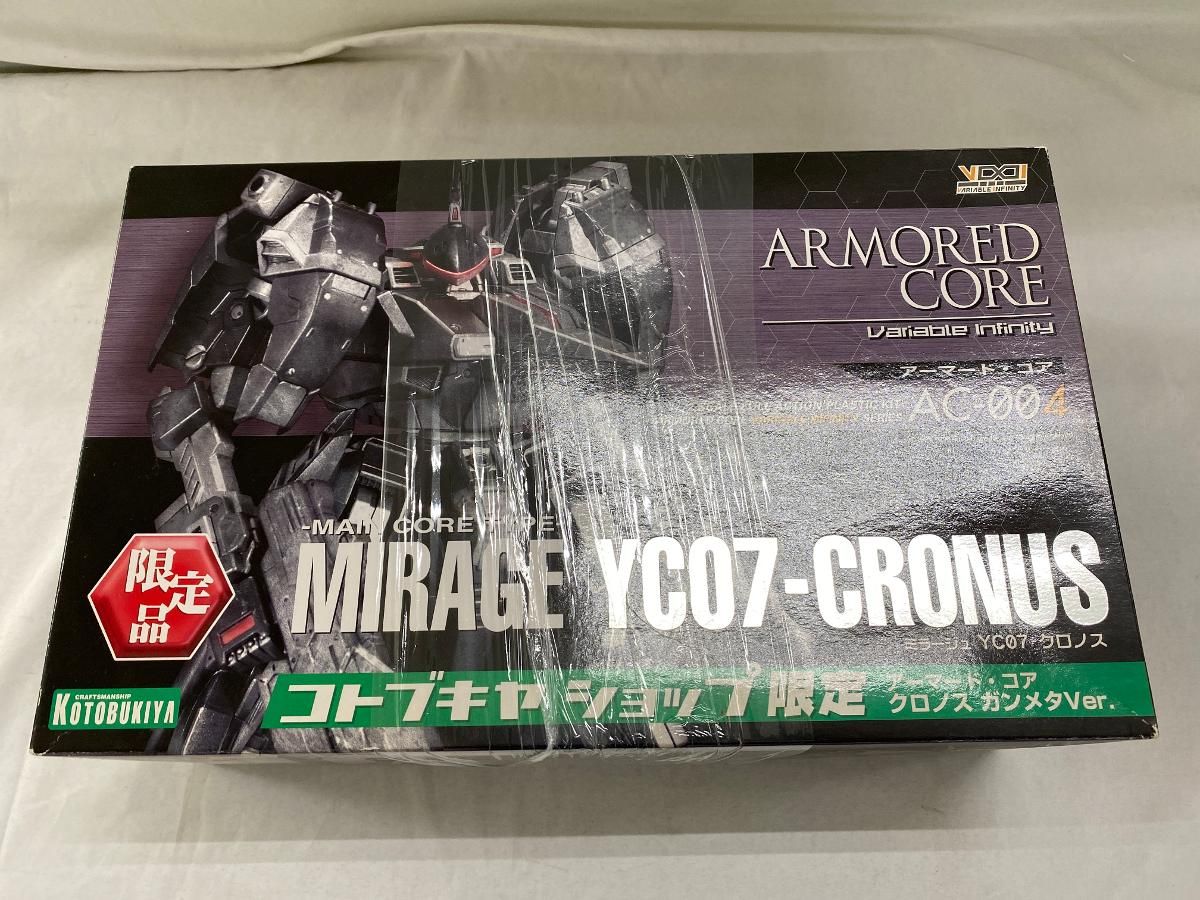 VARIABLE INFINITY
ARMORED
CORE
Variable Infinity
アーマード・コア
AC-004
-MAIN CORE TYPE-
MIRAGE YC07-CRONUS
ミラージュ YC07-クロノス
限定
品
CRAFTSMANSHIP
KOTOBUKIYA
コトブキヤショップ限定
アーマード・コア
クロノス ガンメタVer.